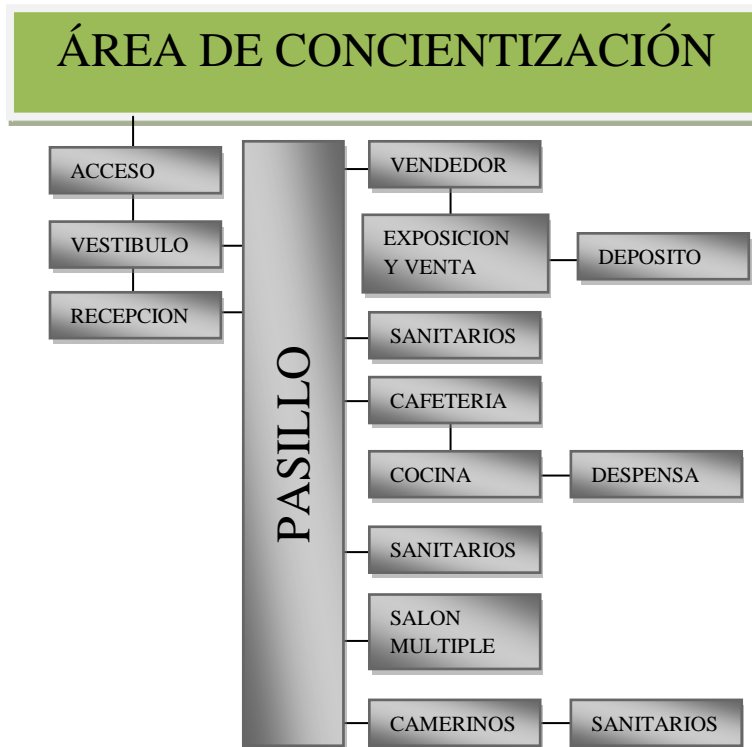 ÁREA DE CONCIENTIZACIÓN
ACCESO
VESTIBULO
RECEPCION
PASILLO
VENDEDOR
EXPOSICION
Y VENTA
DEPOSITO
SANITARIOS
CAFETERIA
COCINA
DESPENSA
SANITARIOS
SALON
MULTIPLE
CAMERINOS
SANITARIOS